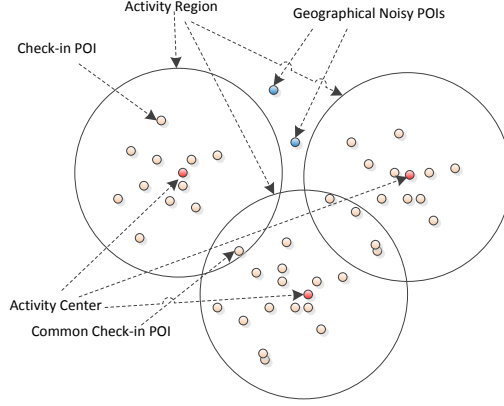 Activity Region
Geographical Noisy POIs
Check-in POI
Activity Center
Common Check-in POI